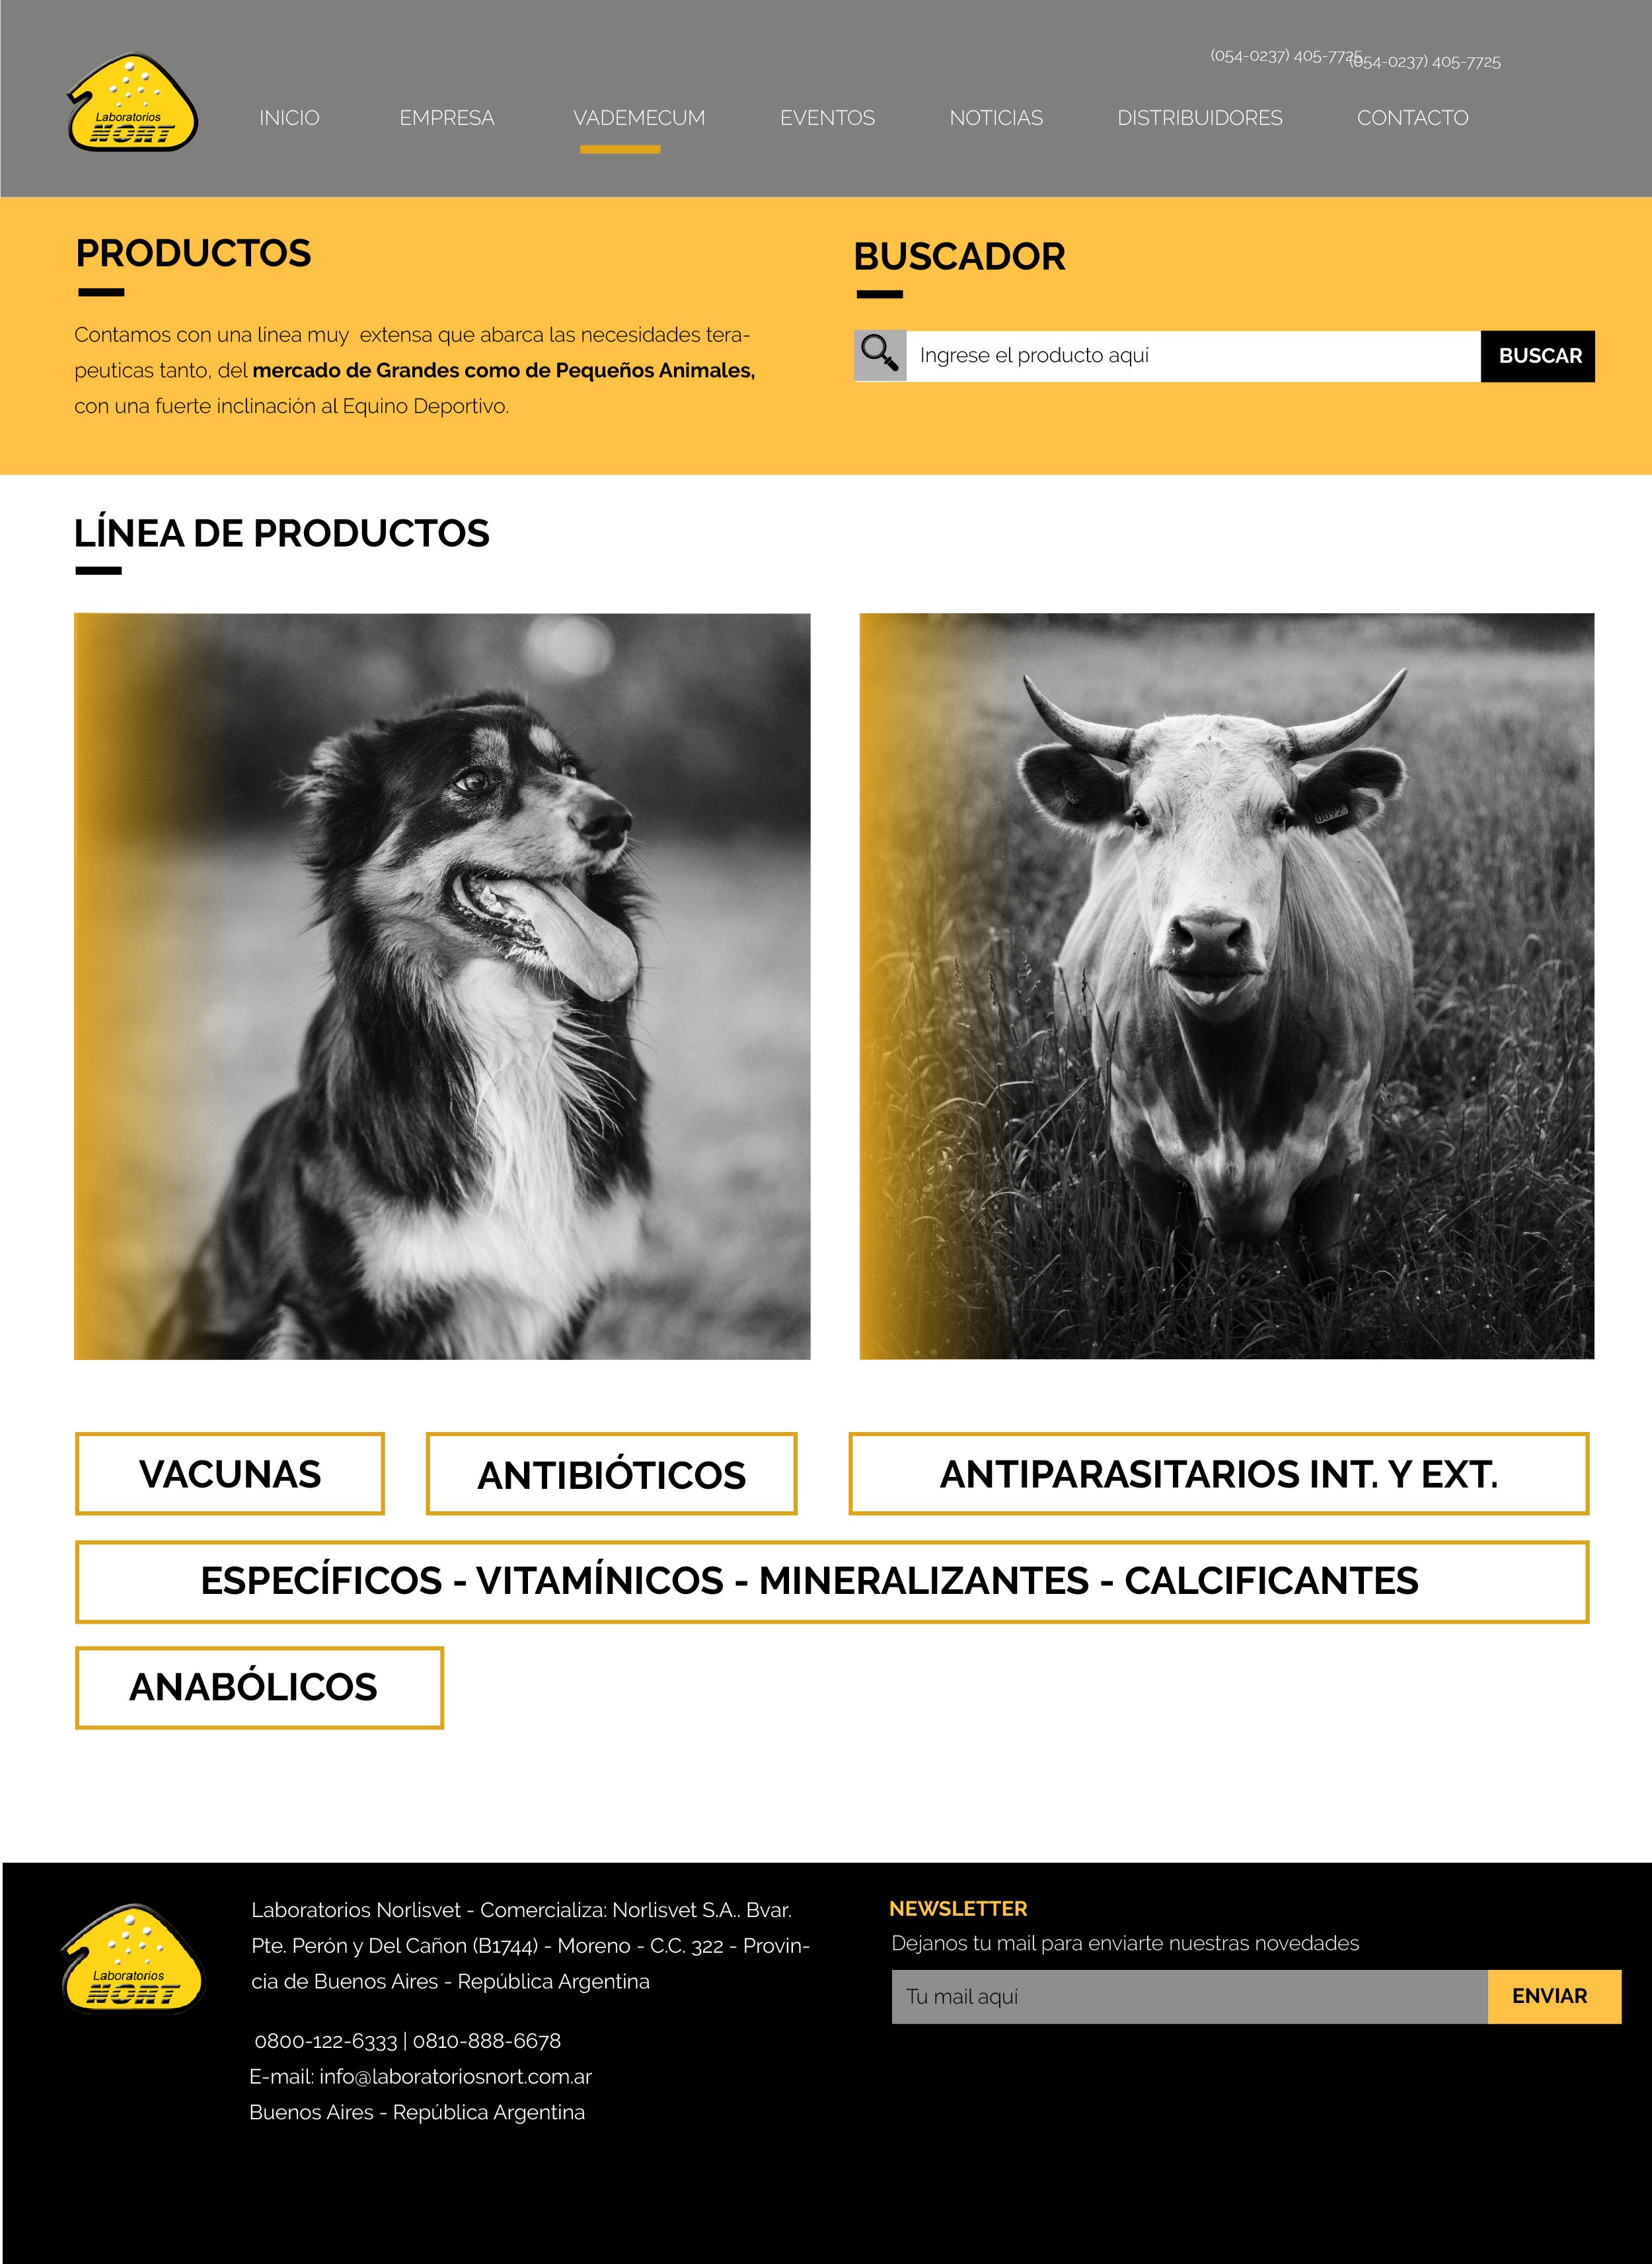 (054-0237) 405-7725
(054-0237) 405-7725
Laboratorios
NORT
INICIO EMPRESA VADEMECUM EVENTOS NOTICIAS DISTRIBUIDORES CONTACTO
PRODUCTOS
Contamos con una línea muy  extensa que abarca las necesidades tera-
peuticas tanto, del mercado de Grandes como de Pequeños Animales,
con una fuerte inclinación al Equino Deportivo.
BUSCADOR
Ingrese el producto aquí
BUSCAR
LÍNEA DE PRODUCTOS
VACUNAS
ANTIBIÓTICOS
ANTIPARASITARIOS INT. Y EXT.
ESPECÍFICOS - VITAMÍNICOS - MINERALIZANTES - CALCIFICANTES
ANABÓLICOS
Laboratorios
NORT
Laboratorios Norlisvet - Comercializa: Norlisvet S.A.. Bvar.
Pte. Perón y Del Cañon (B1744) - Moreno - C.C. 322 - Provin-
cia de Buenos Aires - República Argentina
0800-122-6333 | 0810-888-6678
E-mail: info@laboratoriosnort.com.ar
Buenos Aires - República Argentina
NEWSLETTER
Dejanos tu mail para enviarte nuestras novedades
Tu mail aquí
ENVIAR